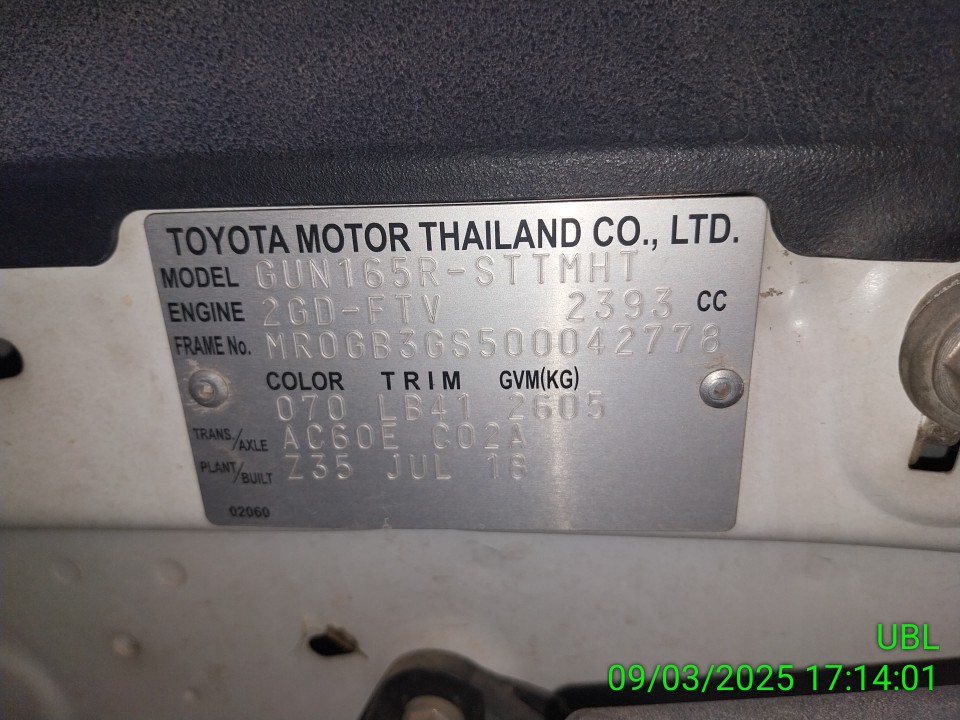 TOYOTA MOTOR THAILAND CO., LTD.
MODEL GUN165R-STTMHT
ENGINE 2GD-FTV 2393 CC
FRAME No. MR0GB3GS500042778
COLOR TRIM GVM(KG)
070 LB41 2605
TRANS./AXLE AC60E C02A
PLANT/BUILT Z35 JUL 18
02060
UBL
09/03/2025 17:14:01